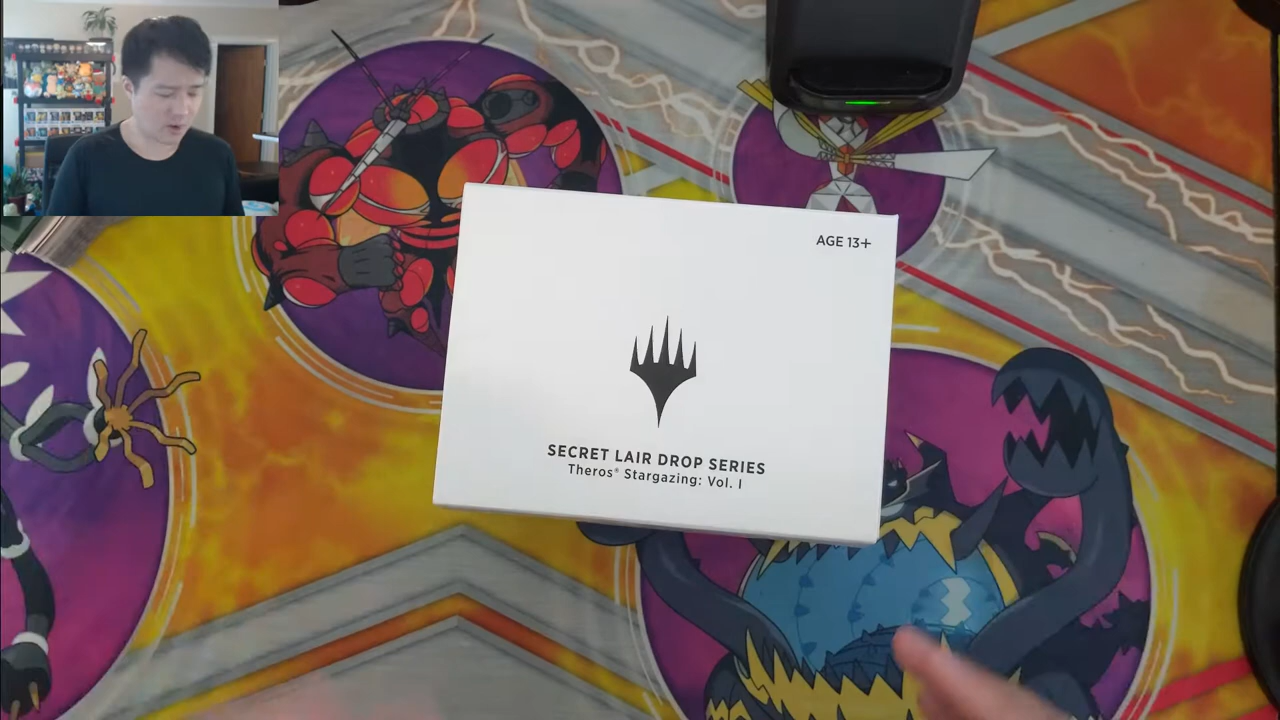 AGE 13+
SECRET LAIR DROP SERIES
Theros® Stargazing: Vol. I